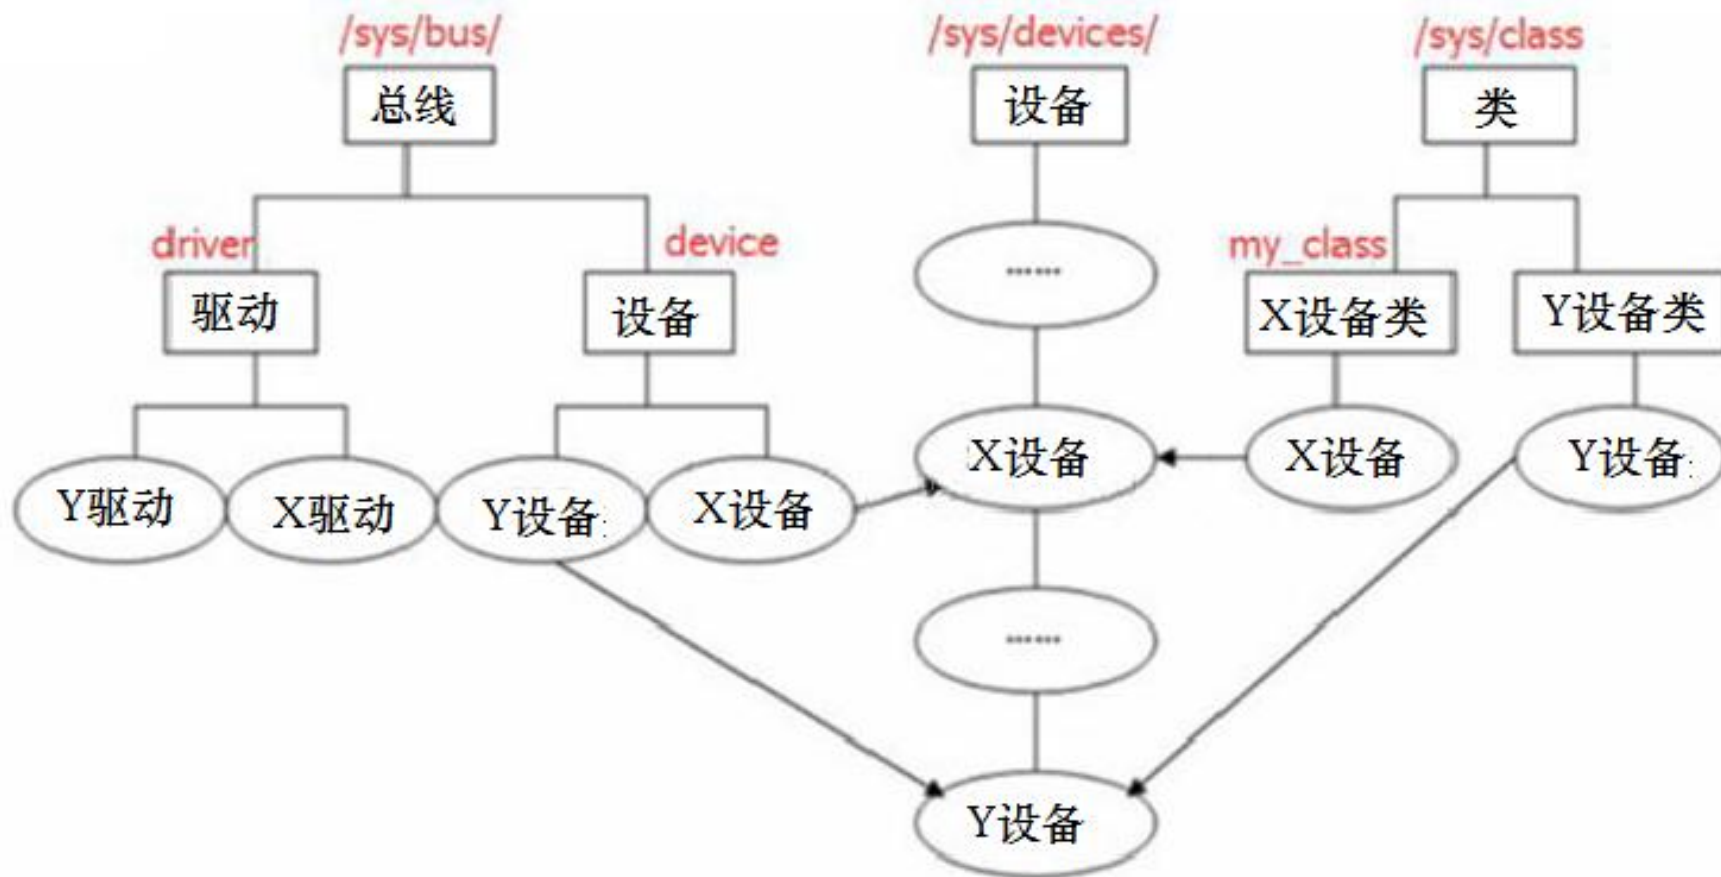 /sys/bus/
/sys/devices/
/sys/class
总线
设备
类
driver
device
my_class
驱动
设备
……
X设备类
Y设备类
Y驱动
X驱动
Y设备
X设备
X设备
X设备
Y设备
……
Y设备